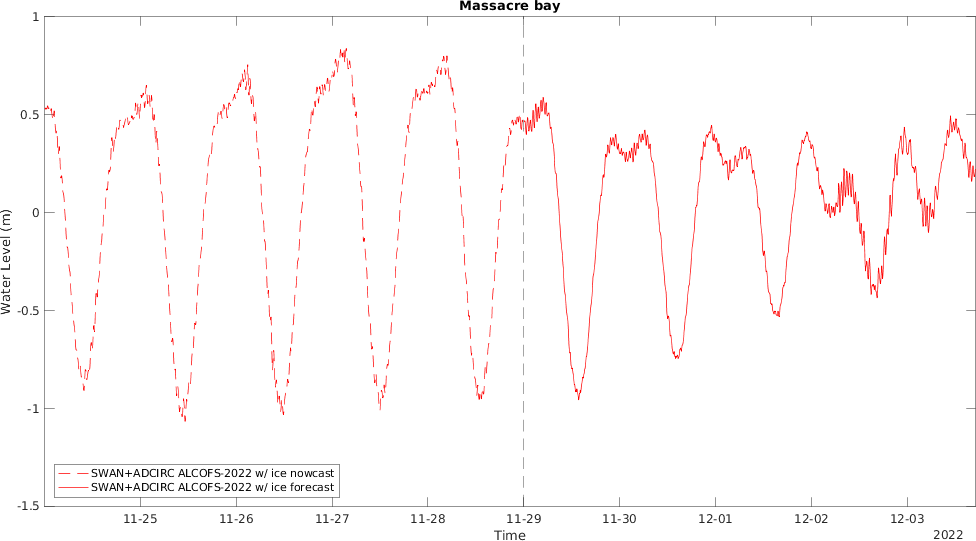 Massacre bay
1
0.5
0
-0.5
-1
-1.5
Water Level (m)
SWAN+ADCIRC ALCOFS-2022 w/ ice nowcast
SWAN+ADCIRC ALCOFS-2022 w/ ice forecast
11-25 11-26 11-27 11-28 11-29 11-30 12-01 12-02 12-03
Time
2022